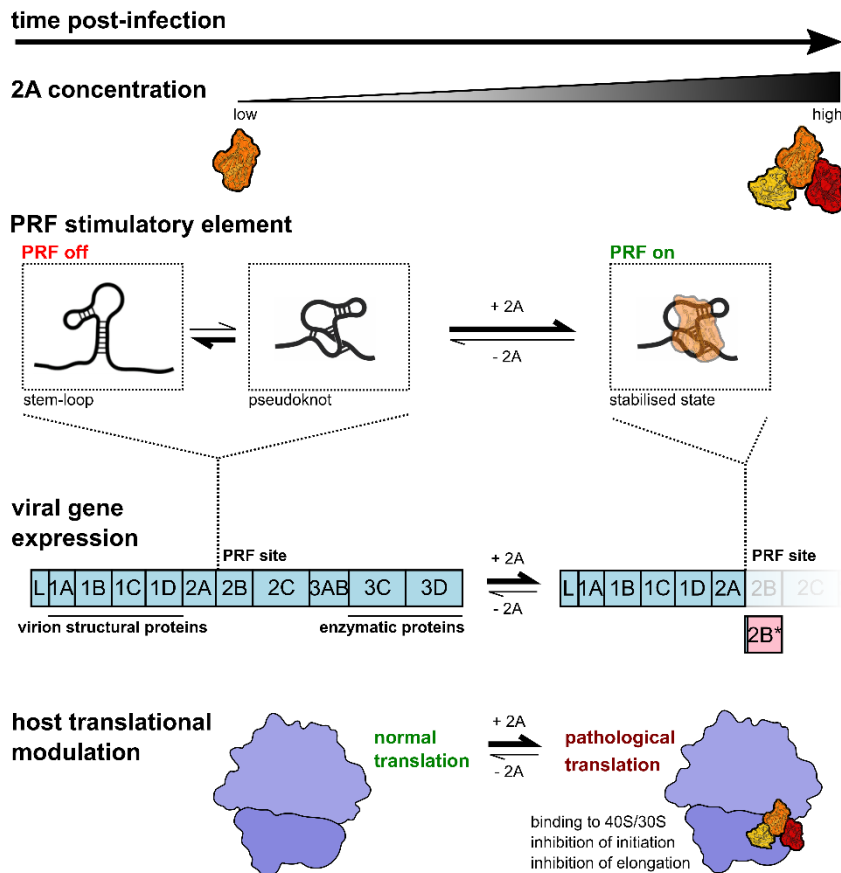 time post-infection
2A concentration
low
high
PRF stimulatory element
PRF off
PRF on
+ 2A
- 2A
stem-loop
pseudoknot
stabilised state
viral gene
expression
PRF site
L 1A 1B 1C 1D 2A 2B 2C 3AB 3C 3D
virion structural proteins
enzymatic proteins
+ 2A
- 2A
PRF site
L 1A 1B 1C 1D 2A 2B 2C
2B*
host translational
modulation
normal
translation
+ 2A
- 2A
pathological
translation
binding to 40S/30S
inhibition of initiation
inhibition of elongation